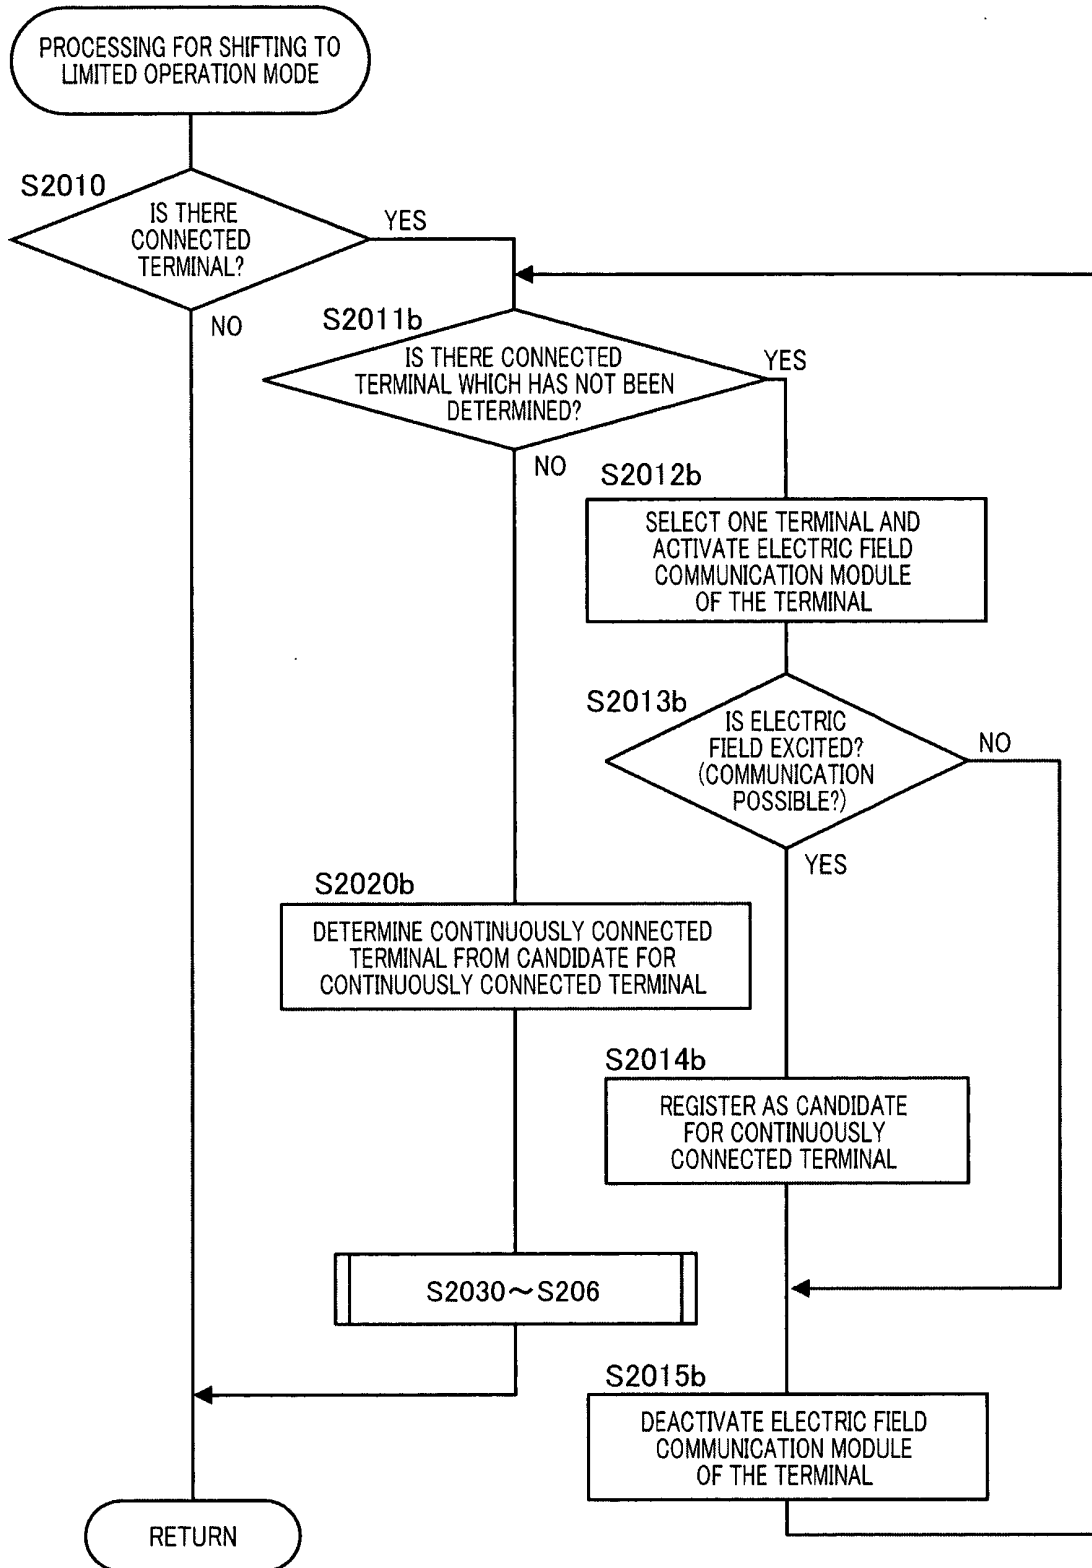 PROCESSING FOR SHIFTING TO
LIMITED OPERATION MODE
S2010
IS THERE
CONNECTED
TERMINAL?
YES
NO
S2011b
IS THERE CONNECTED
TERMINAL WHICH HAS NOT BEEN
DETERMINED?
YES
NO
S2012b
SELECT ONE TERMINAL AND
ACTIVATE ELECTRIC FIELD
COMMUNICATION MODULE
OF THE TERMINAL
S2013b
IS ELECTRIC
FIELD EXCITED?
(COMMUNICATION
POSSIBLE?)
NO
YES
S2020b
DETERMINE CONTINUOUSLY CONNECTED
TERMINAL FROM CANDIDATE FOR
CONTINUOUSLY CONNECTED TERMINAL
S2014b
REGISTER AS CANDIDATE
FOR CONTINUOUSLY
CONNECTED TERMINAL
S2030～S206
S2015b
DEACTIVATE ELECTRIC FIELD
COMMUNICATION MODULE
OF THE TERMINAL
RETURN